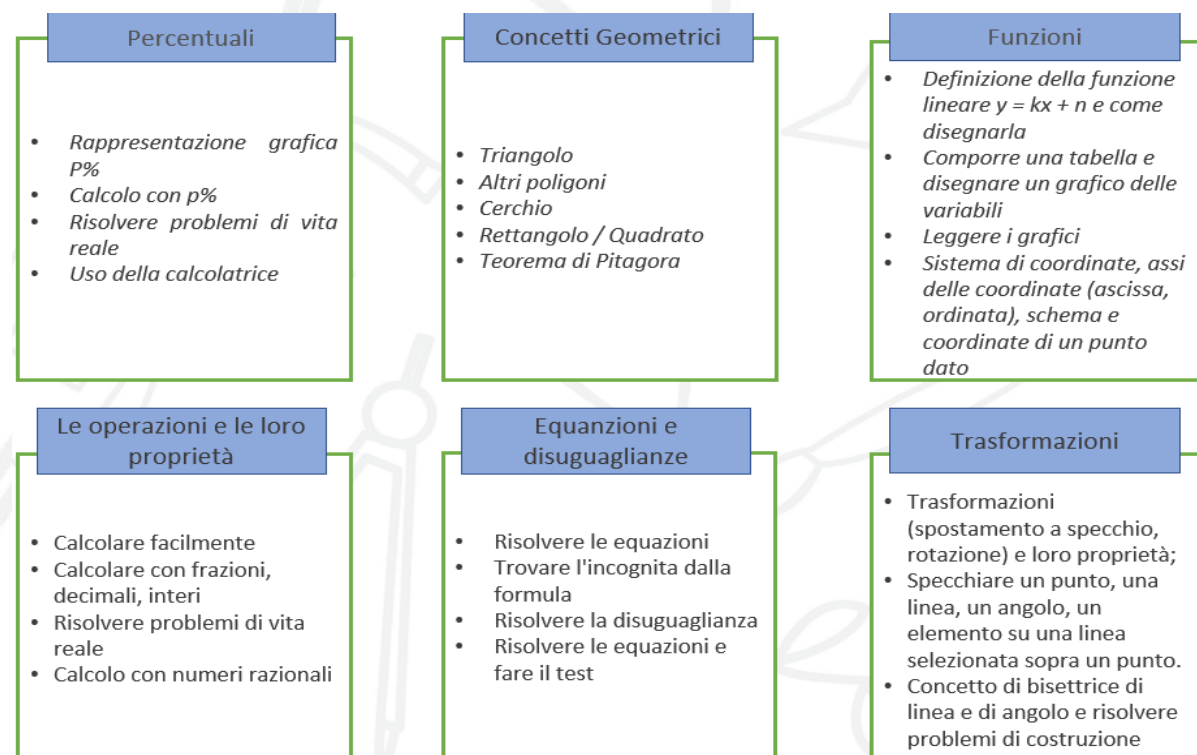 Percentuali
• Rappresentazione grafica
P%
• Calcolo con p%
• Risolvere problemi di vita
reale
• Uso della calcolatrice
Concetti Geometrici
• Triangolo
• Altri poligoni
• Cerchio
• Rettangolo / Quadrato
• Teorema di Pitagora
Funzioni
• Definizione della funzione
lineare y = kx + n e come
disegnarla
• Comporre una tabella e
disegnare un grafico delle
variabili
• Leggere i grafici
• Sistema di coordinate, assi
delle coordinate (ascissa,
ordinata), schema e
coordinate di un punto
dato
Le operazioni e le loro
proprietà
• Calcolare facilmente
• Calcolare con frazioni,
decimali, interi
• Risolvere problemi di vita
reale
• Calcolo con numeri razionali
Equanzioni e
disuguaglianze
• Risolvere le equazioni
• Trovare l'incognita dalla
formula
• Risolvere la disuguaglianza
• Risolvere le equazioni e
fare il test
Trasformazioni
• Trasformazioni
(spostamento a specchio,
rotazione) e loro proprietà;
• Specchiare un punto, una
linea, un angolo, un
elemento su una linea
selezionata sopra un punto.
• Concetto di bisettrice di
linea e di angolo e risolvere
problemi di costruzione